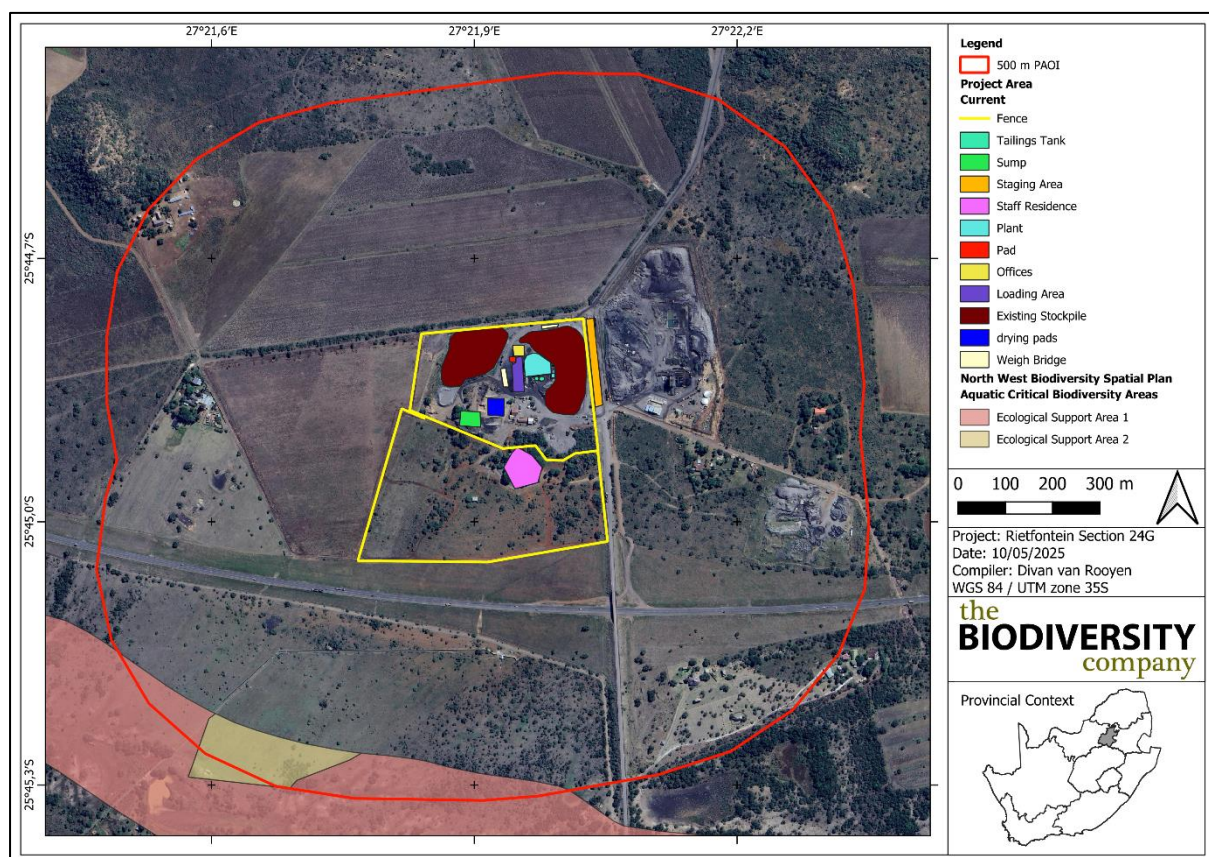 27°21,6'E
27°21,9'E
27°22,2'E
25°44,7'S
25°45,0'S
25°45,3'S
Legend
500 m PAOI
Project Area
Current
Fence
Tailings Tank
Sump
Staging Area
Staff Residence
Plant
Pad
Offices
Loading Area
Existing Stockpile
drying pads
Weigh Bridge
North West Biodiversity Spatial Plan
Aquatic Critical Biodiversity Areas
Ecological Support Area 1
Ecological Support Area 2
0 100 200 300 m
Project: Rietfontein Section 24G
Date: 10/05/2025
Compiler: Divan van Rooyen
WGS 84 / UTM zone 35S
the
BIODIVERSITY
company
Provincial Context